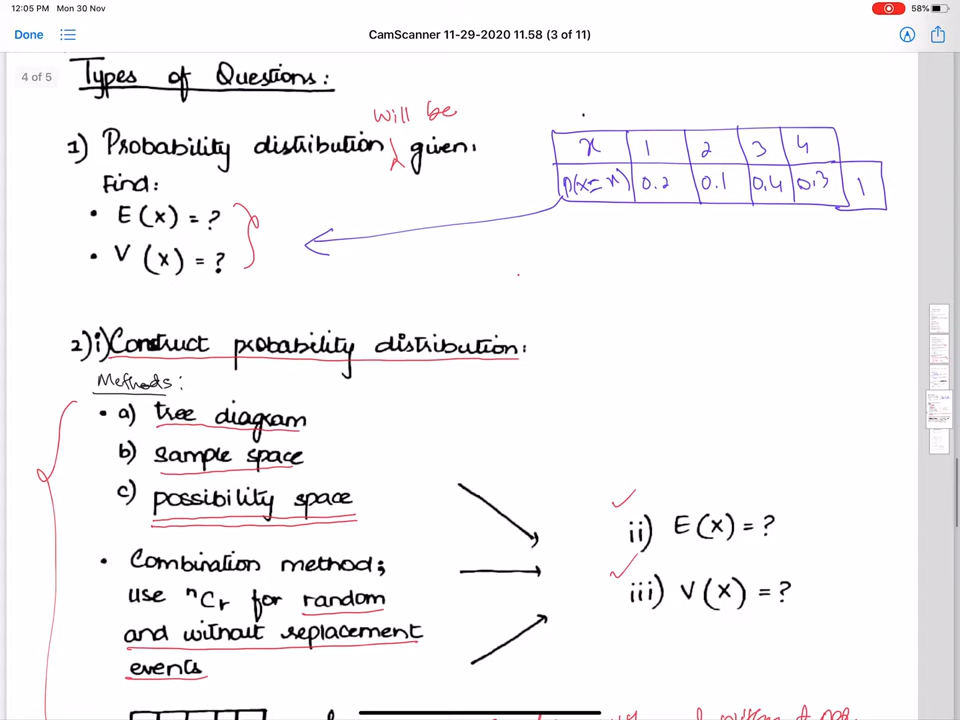 12:05 PM Mon 30 Nov
58%
Done
CamScanner 11-29-2020 11.58 (3 of 11)
4 of 5
Types of Questions:
will be
1) Probability distribution given:
x 1 2 3 4
P(X=x) 0.2 0.1 0.4 0.3 1
Find:
• E(x) = ?
• V(x) = ?
2)i) Construct probability distribution:
Methods:
• a) tree diagram
b) sample space
c) possibility space
ii) E(x) = ?
• Combination method;
iii) V(x) = ?
use ⁿCᵣ for random
and without replacement
events